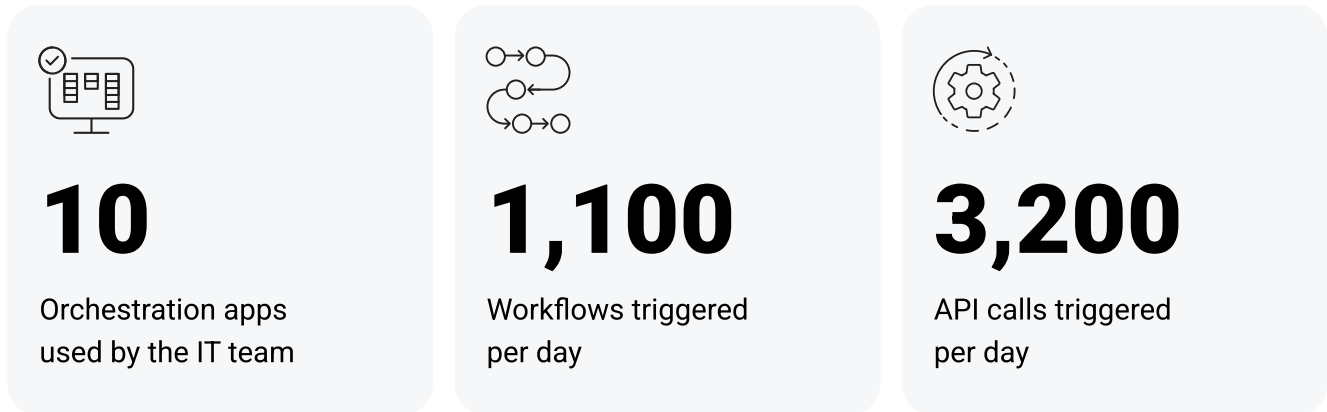 10
Orchestration apps
used by the IT team
1,100
Workflows triggered
per day
3,200
API calls triggered
per day